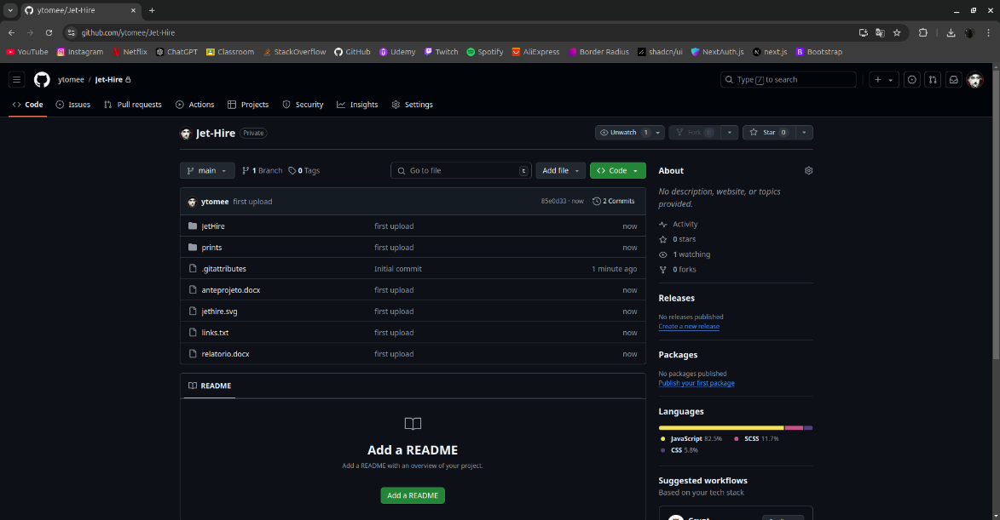 ytomee/Jet-Hire
github.com/ytomee/Jet-Hire
YouTube Instagram Netflix ChatGPT Classroom StackOverflow GitHub Udemy Twitch Spotify AliExpress Border Radius shadcn/ui NextAuth.js next.js Bootstrap
ytomee / Jet-Hire
Type / to search
Code Issues Pull requests Actions Projects Security Insights Settings
Jet-Hire Private
Unwatch 1 Fork 0 Star 0
main 1 Branch 0 Tags
Go to file t Add file Code
ytomee first upload 85e0d33 · now 2 Commits
JetHire first upload now
prints first upload now
.gitattributes Initial commit 1 minute ago
anteprojeto.docx first upload now
jethire.svg first upload now
links.txt first upload now
relatorio.docx first upload now
README
Add a README
Add a README with an overview of your project.
Add a README
About
No description, website, or topics
provided.
Activity
0 stars
1 watching
0 forks
Releases
No releases published
Create a new release
Packages
No packages published
Publish your first package
Languages
JavaScript 82.5% SCSS 11.7%
CSS 5.8%
Suggested workflows
Based on your tech stack